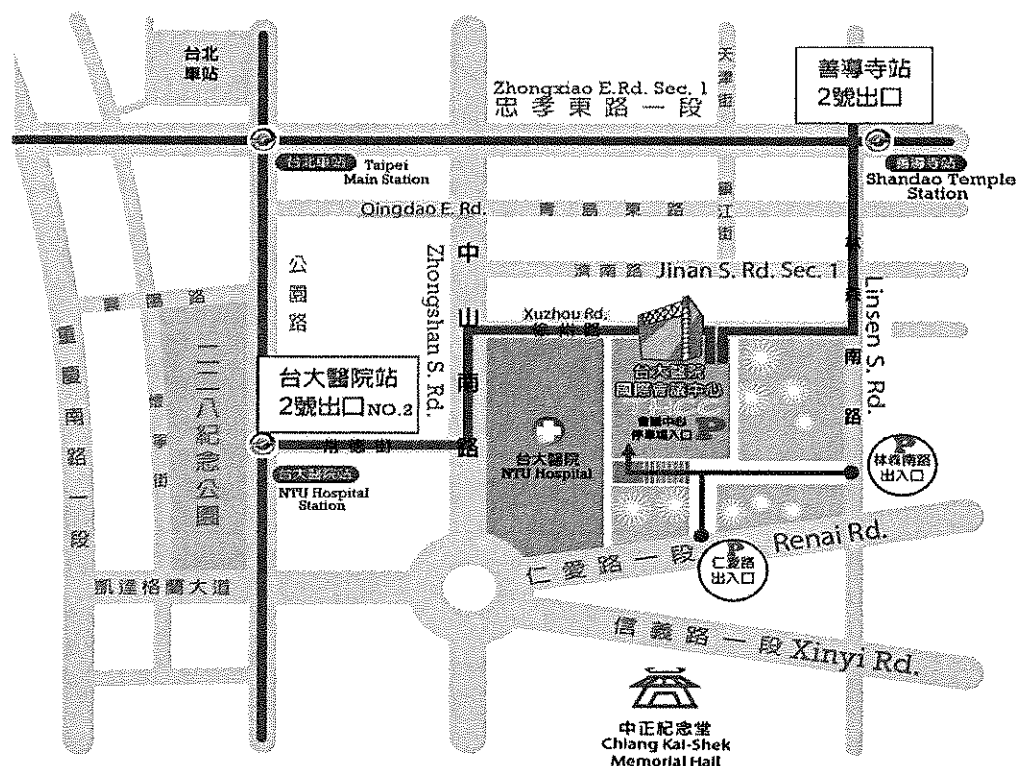 台北
車站
Zhongxiao E.Rd. Sec. 1
忠孝東路一段
天津街
善導寺站
2號出口
台北車站
Taipei
Main Station
善導寺站
Shandao Temple
Station
Qingdao E. Rd.
青島東路
鎮江街
公園路
中山南路
Zhongshan S. Rd.
濟南路 Jinan S. Rd. Sec. 1
林森南路
Linsen S. Rd.
襄陽路
Xuzhou Rd.
徐州路
重慶南路一段
懷寧街
二二八紀念公園
台大醫院站
2號出口 NO.2
常德街
台大醫院
國際會議中心
會議中心
停車場入口 P
台大醫院
NTU Hospital
台大醫院站
NTU Hospital
Station
P
林森南路
出入口
P
仁愛路
出入口
仁愛路一段 Renai Rd.
凱達格蘭大道
信義路一段 Xinyi Rd.
中正紀念堂
Chiang Kai-Shek
Memorial Hall